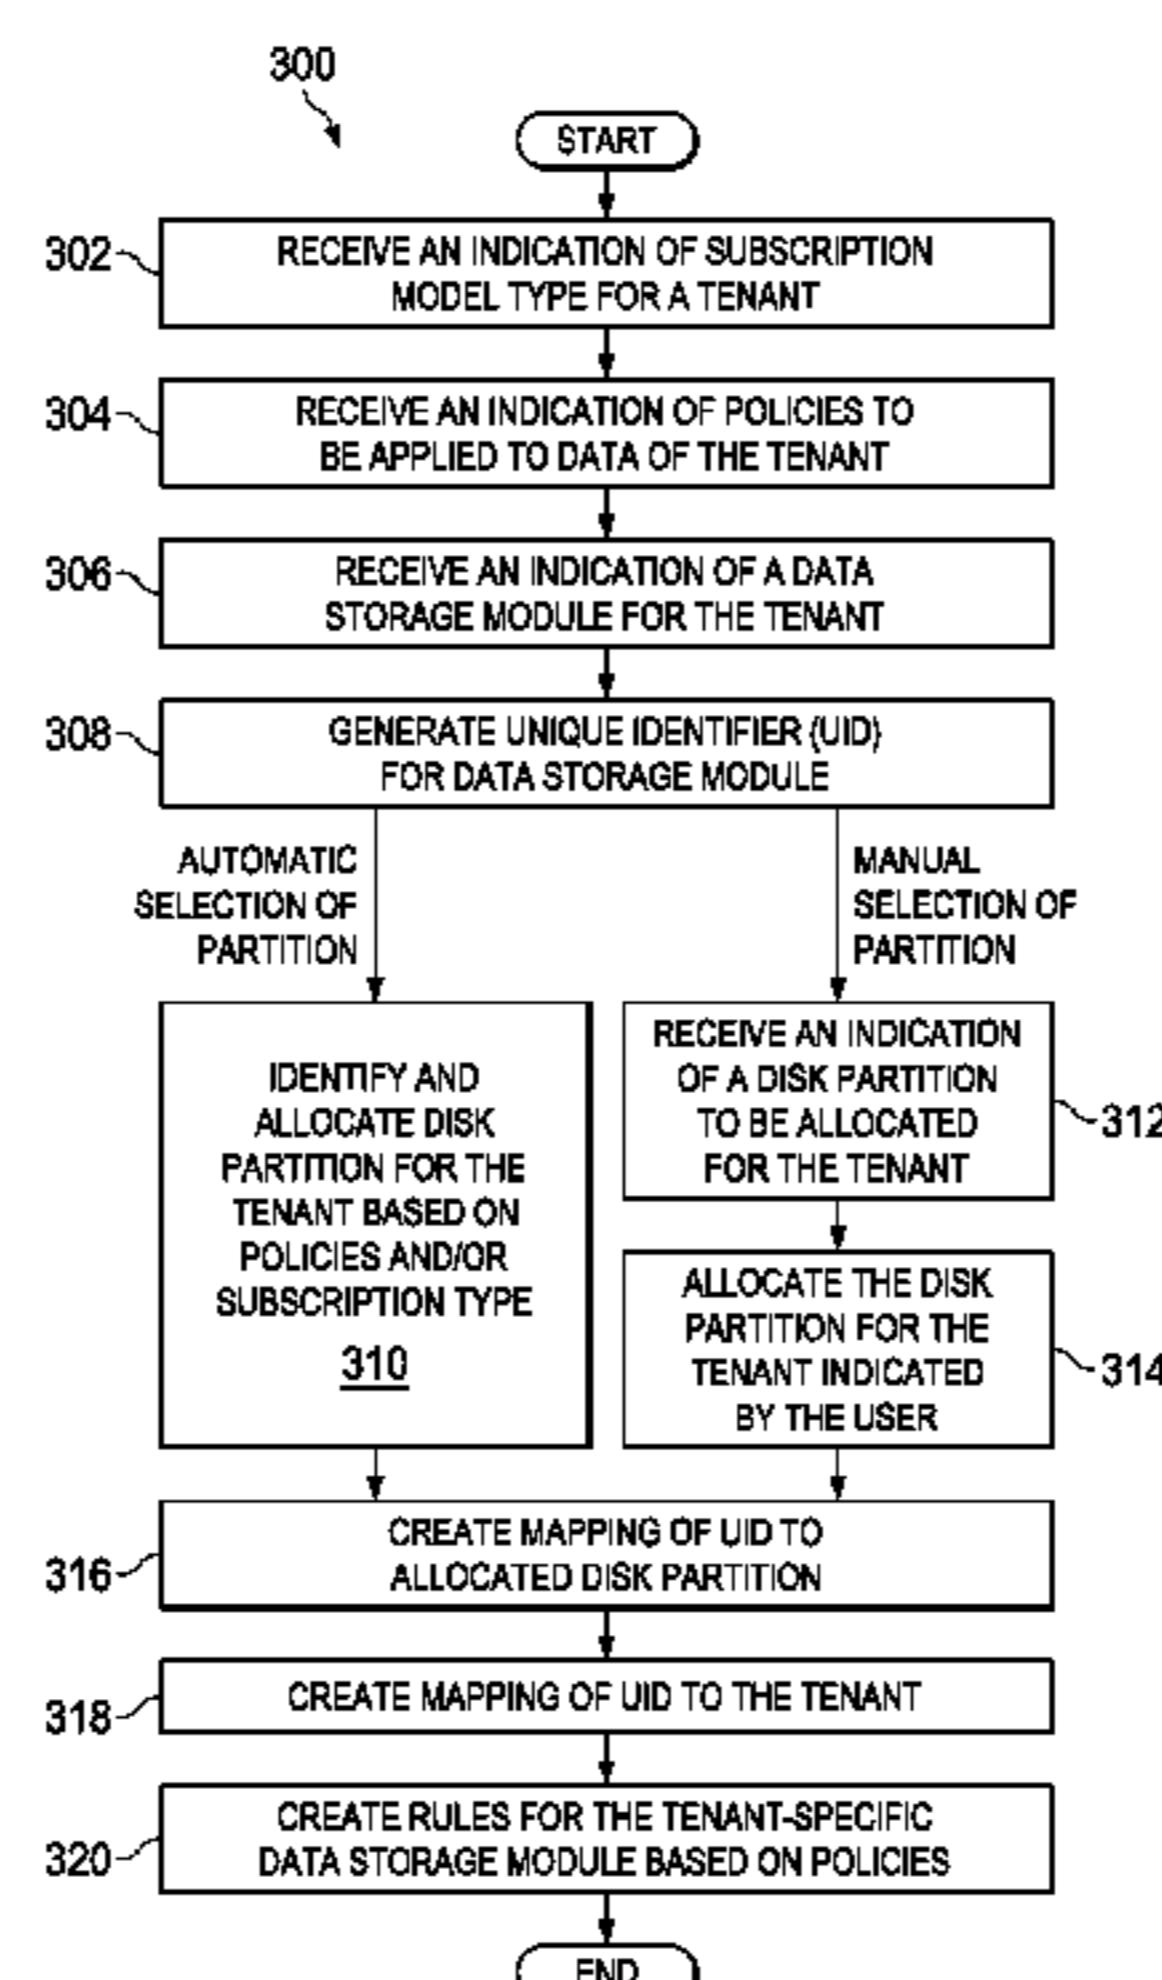 300
START
302
RECEIVE AN INDICATION OF SUBSCRIPTION
MODEL TYPE FOR A TENANT
304
RECEIVE AN INDICATION OF POLICIES TO
BE APPLIED TO DATA OF THE TENANT
306
RECEIVE AN INDICATION OF A DATA
STORAGE MODULE FOR THE TENANT
308
GENERATE UNIQUE IDENTIFIER (UID)
FOR DATA STORAGE MODULE
AUTOMATIC
SELECTION OF
PARTITION
MANUAL
SELECTION OF
PARTITION
IDENTIFY AND
ALLOCATE DISK
PARTITION FOR THE
TENANT BASED ON
POLICIES AND/OR
SUBSCRIPTION TYPE
310
RECEIVE AN INDICATION
OF A DISK PARTITION
TO BE ALLOCATED
FOR THE TENANT
312
ALLOCATE THE DISK
PARTITION FOR THE
TENANT INDICATED
BY THE USER
314
316
CREATE MAPPING OF UID TO
ALLOCATED DISK PARTITION
318
CREATE MAPPING OF UID TO THE TENANT
320
CREATE RULES FOR THE TENANT-SPECIFIC
DATA STORAGE MODULE BASED ON POLICIES
END